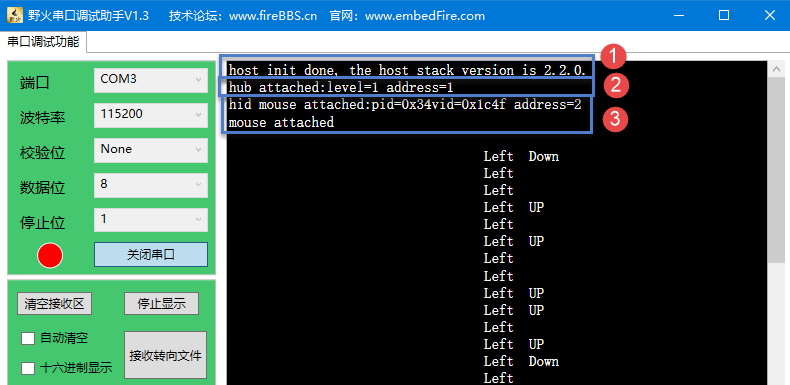 野火串口调试助手V1.3 技术论坛：www.fireBBS.cn 官网：www.embedFire.com
串口调试功能
端口 COM3
波特率 115200
校验位 None
数据位 8
停止位 1
关闭串口
清空接收区 停止显示
自动清空
十六进制显示
接收转向文件
host init done, the host stack version is 2.2.0.
1
hub attached:level=1 address=1
2
hid mouse attached:pid=0x34vid=0x1c4f address=2
mouse attached
3
Left Down
Left
Left
Left UP
Left
Left UP
Left
Left
Left UP
Left UP
Left
Left UP
Left Down
Left